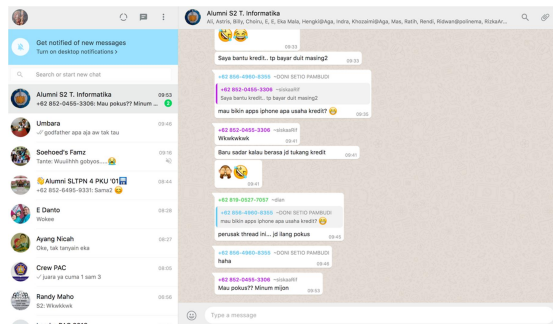 Get notified of new messages
Turn on desktop notifications >
Search or start new chat
Alumni S2 T. Informatika
09:53
+62 852-0455-3306: Mau pokus?? Minum ...
2
Umbara
09:46
godfather apa aja aw tak tau
Soehoed's Famz
09:16
Tante: Wuuiihhh gobyos.....
Alumni SLTPN 4 PKU '01
08:44
+62 852-6495-9331: Sama2
E Danto
08:28
Wokee
Ayang Nicah
08:27
Oke, tak tanyain eka
Crew PAC
08:05
juara ya cuma 1 sam 3
Randy Maho
S2: Wkwkkwk
Alumni S2 T. Informatika
Ali, Astris, Billy, Choiru, E, E, Eka Mala, Hengki@Aga, Indra, Khozaimi@Aga, Mas, Ratih, Rendi, Ridwan@polinema, RizkaAr...
09:33
Saya bantu kredit.. tp bayar duit masing2
09:33
+62 856-4960-8355 ~DONI SETIO PAMBUDI
+62 852-0455-3306 ~siskaafif
Saya bantu kredit.. tp bayar duit masing2
mau bikin apps iphone apa usaha kredit?
09:35
+62 852-0455-3306 ~siskaafif
Wkwkwkwk
09:41
Baru sadar kalau berasa jd tukang kredit
09:41
09:41
+62 819-0527-7057 ~dian
+62 856-4960-8355 ~DONI SETIO PAMBUDI
mau bikin apps iphone apa usaha kredit?
perusak thread ini... jd ilang pokus
09:45
+62 856-4960-8355 ~DONI SETIO PAMBUDI
haha
09:46
+62 852-0455-3306 ~siskaafif
Mau pokus?? Minum mijon
09:53
Type a message